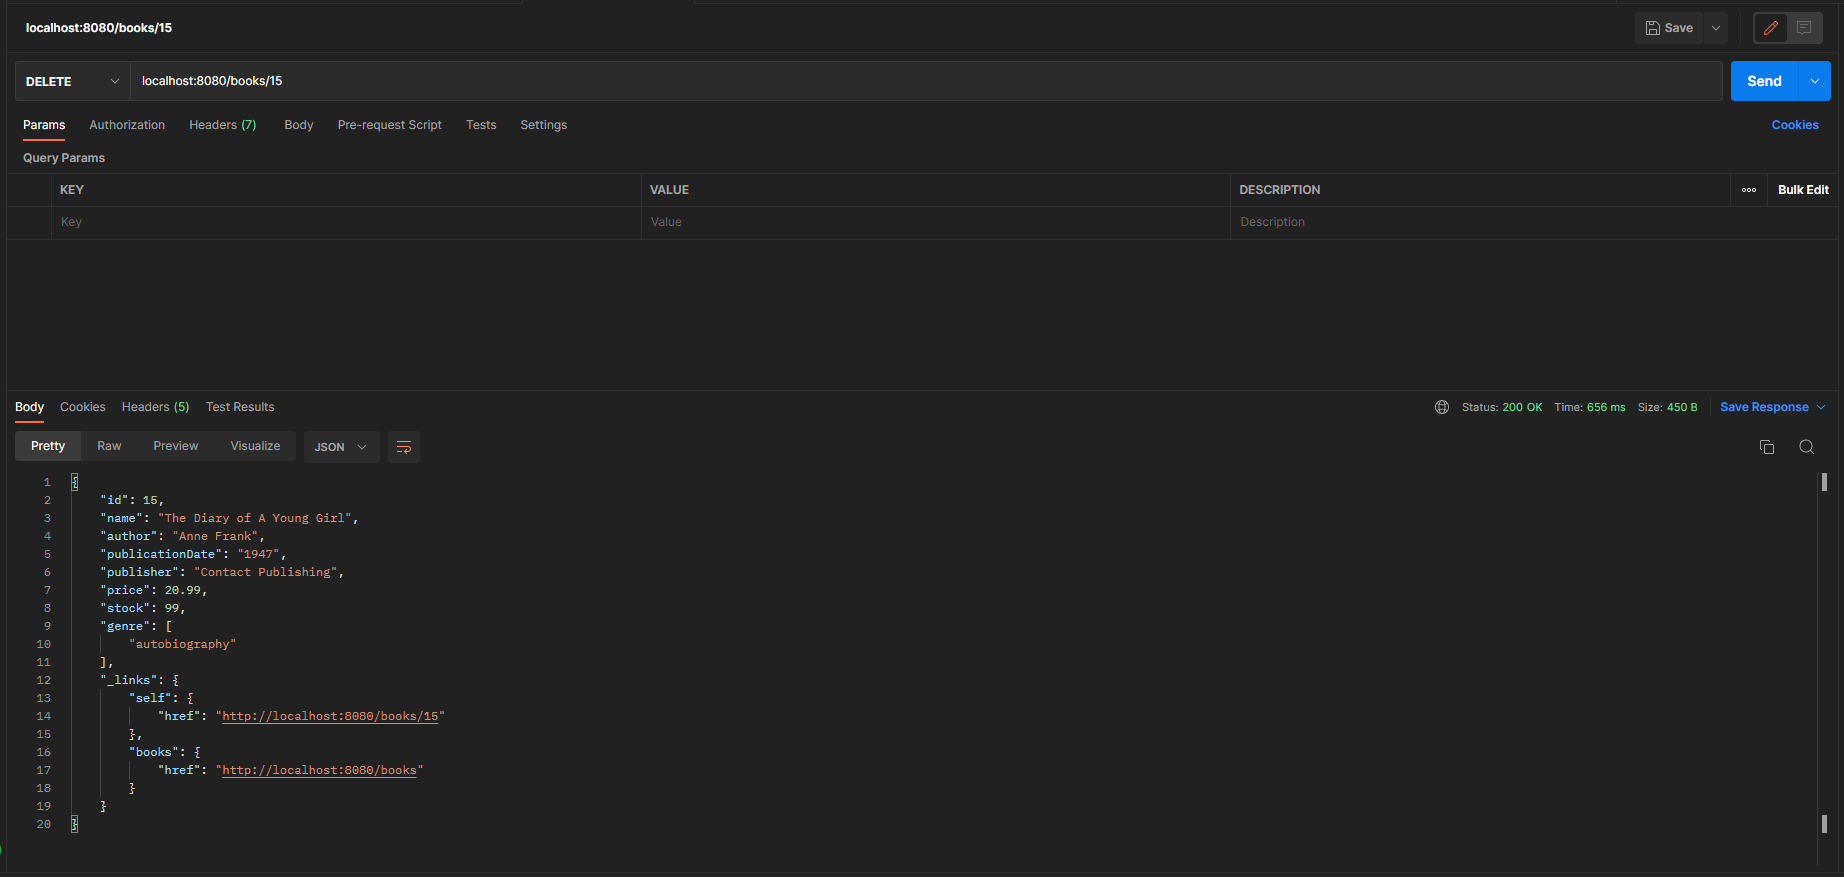 localhost:8080/books/15
Save
DELETE localhost:8080/books/15 Send
Params Authorization Headers (7) Body Pre-request Script Tests Settings Cookies
Query Params
KEY VALUE DESCRIPTION Bulk Edit
Key Value Description
Body Cookies Headers (5) Test Results Status: 200 OK Time: 656 ms Size: 450 B Save Response
Pretty Raw Preview Visualize JSON
1 {
2 "id": 15,
3 "name": "The Diary of A Young Girl",
4 "author": "Anne Frank",
5 "publicationDate": "1947",
6 "publisher": "Contact Publishing",
7 "price": 20.99,
8 "stock": 99,
9 "genre": [
10 "autobiography"
11 ],
12 "_links": {
13 "self": {
14 "href": "http://localhost:8080/books/15"
15 },
16 "books": {
17 "href": "http://localhost:8080/books"
18 }
19 }
20 }